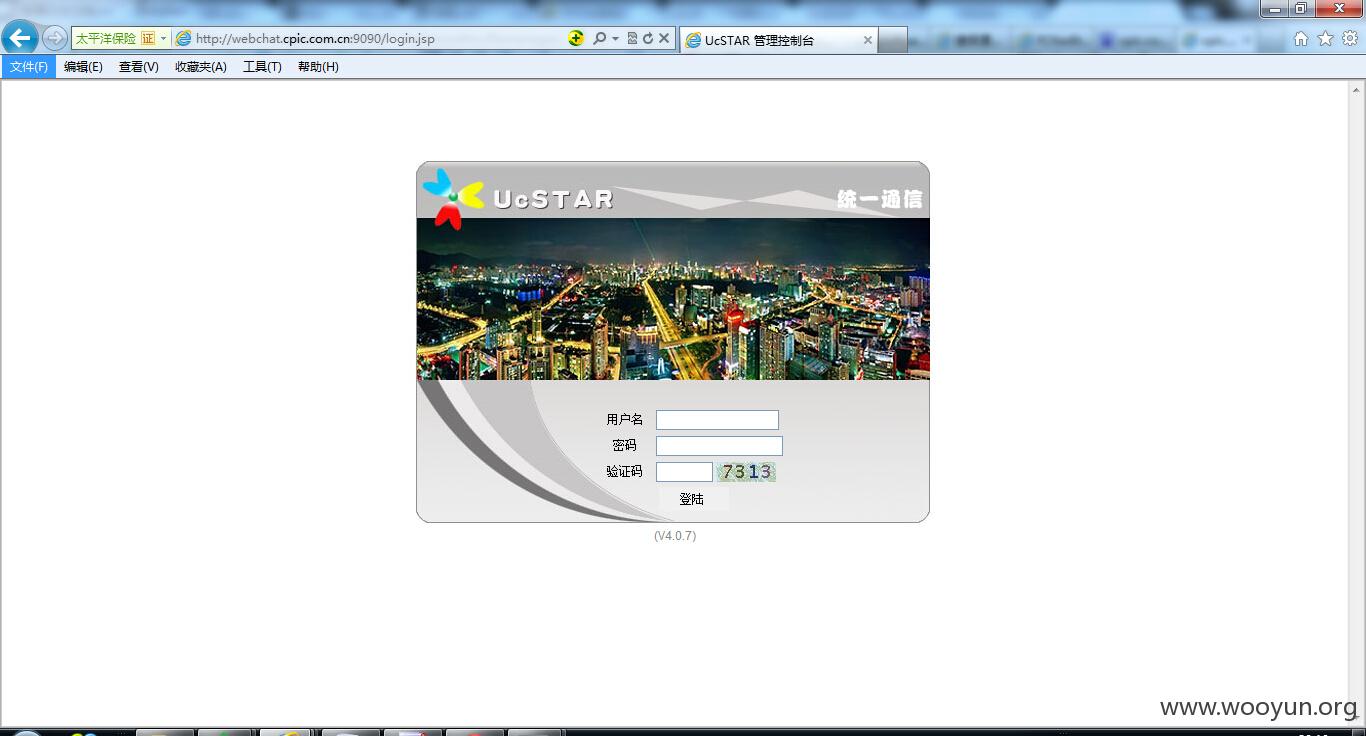 太平洋保险 证 http://webchat.cpic.com.cn:9090/login.jsp UcSTAR 管理控制台
文件(F) 编辑(E) 查看(V) 收藏夹(A) 工具(T) 帮助(H)
UcSTAR 统一通信
用户名
密码
验证码 7313
登陆
(V4.0.7)
www.wooyun.org